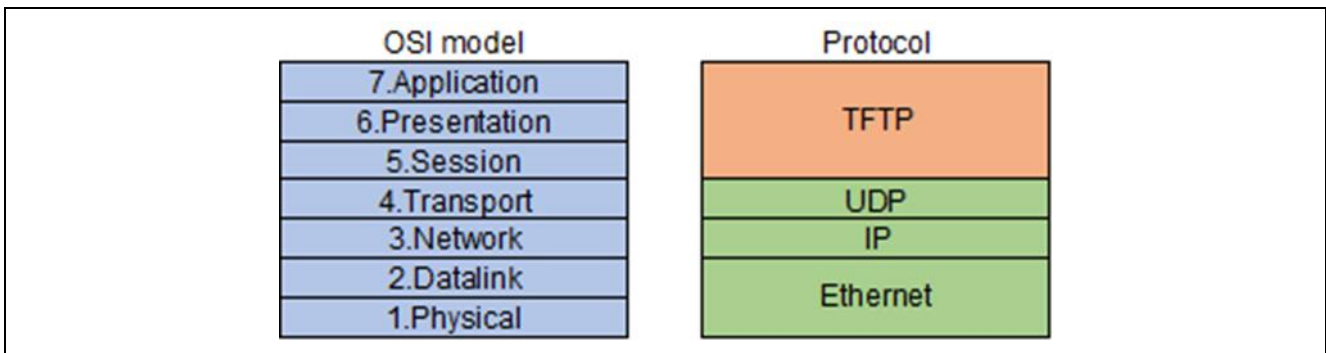 OSI model
7.Application
6.Presentation
5.Session
4.Transport
3.Network
2.Datalink
1.Physical
Protocol
TFTP
UDP
IP
Ethernet